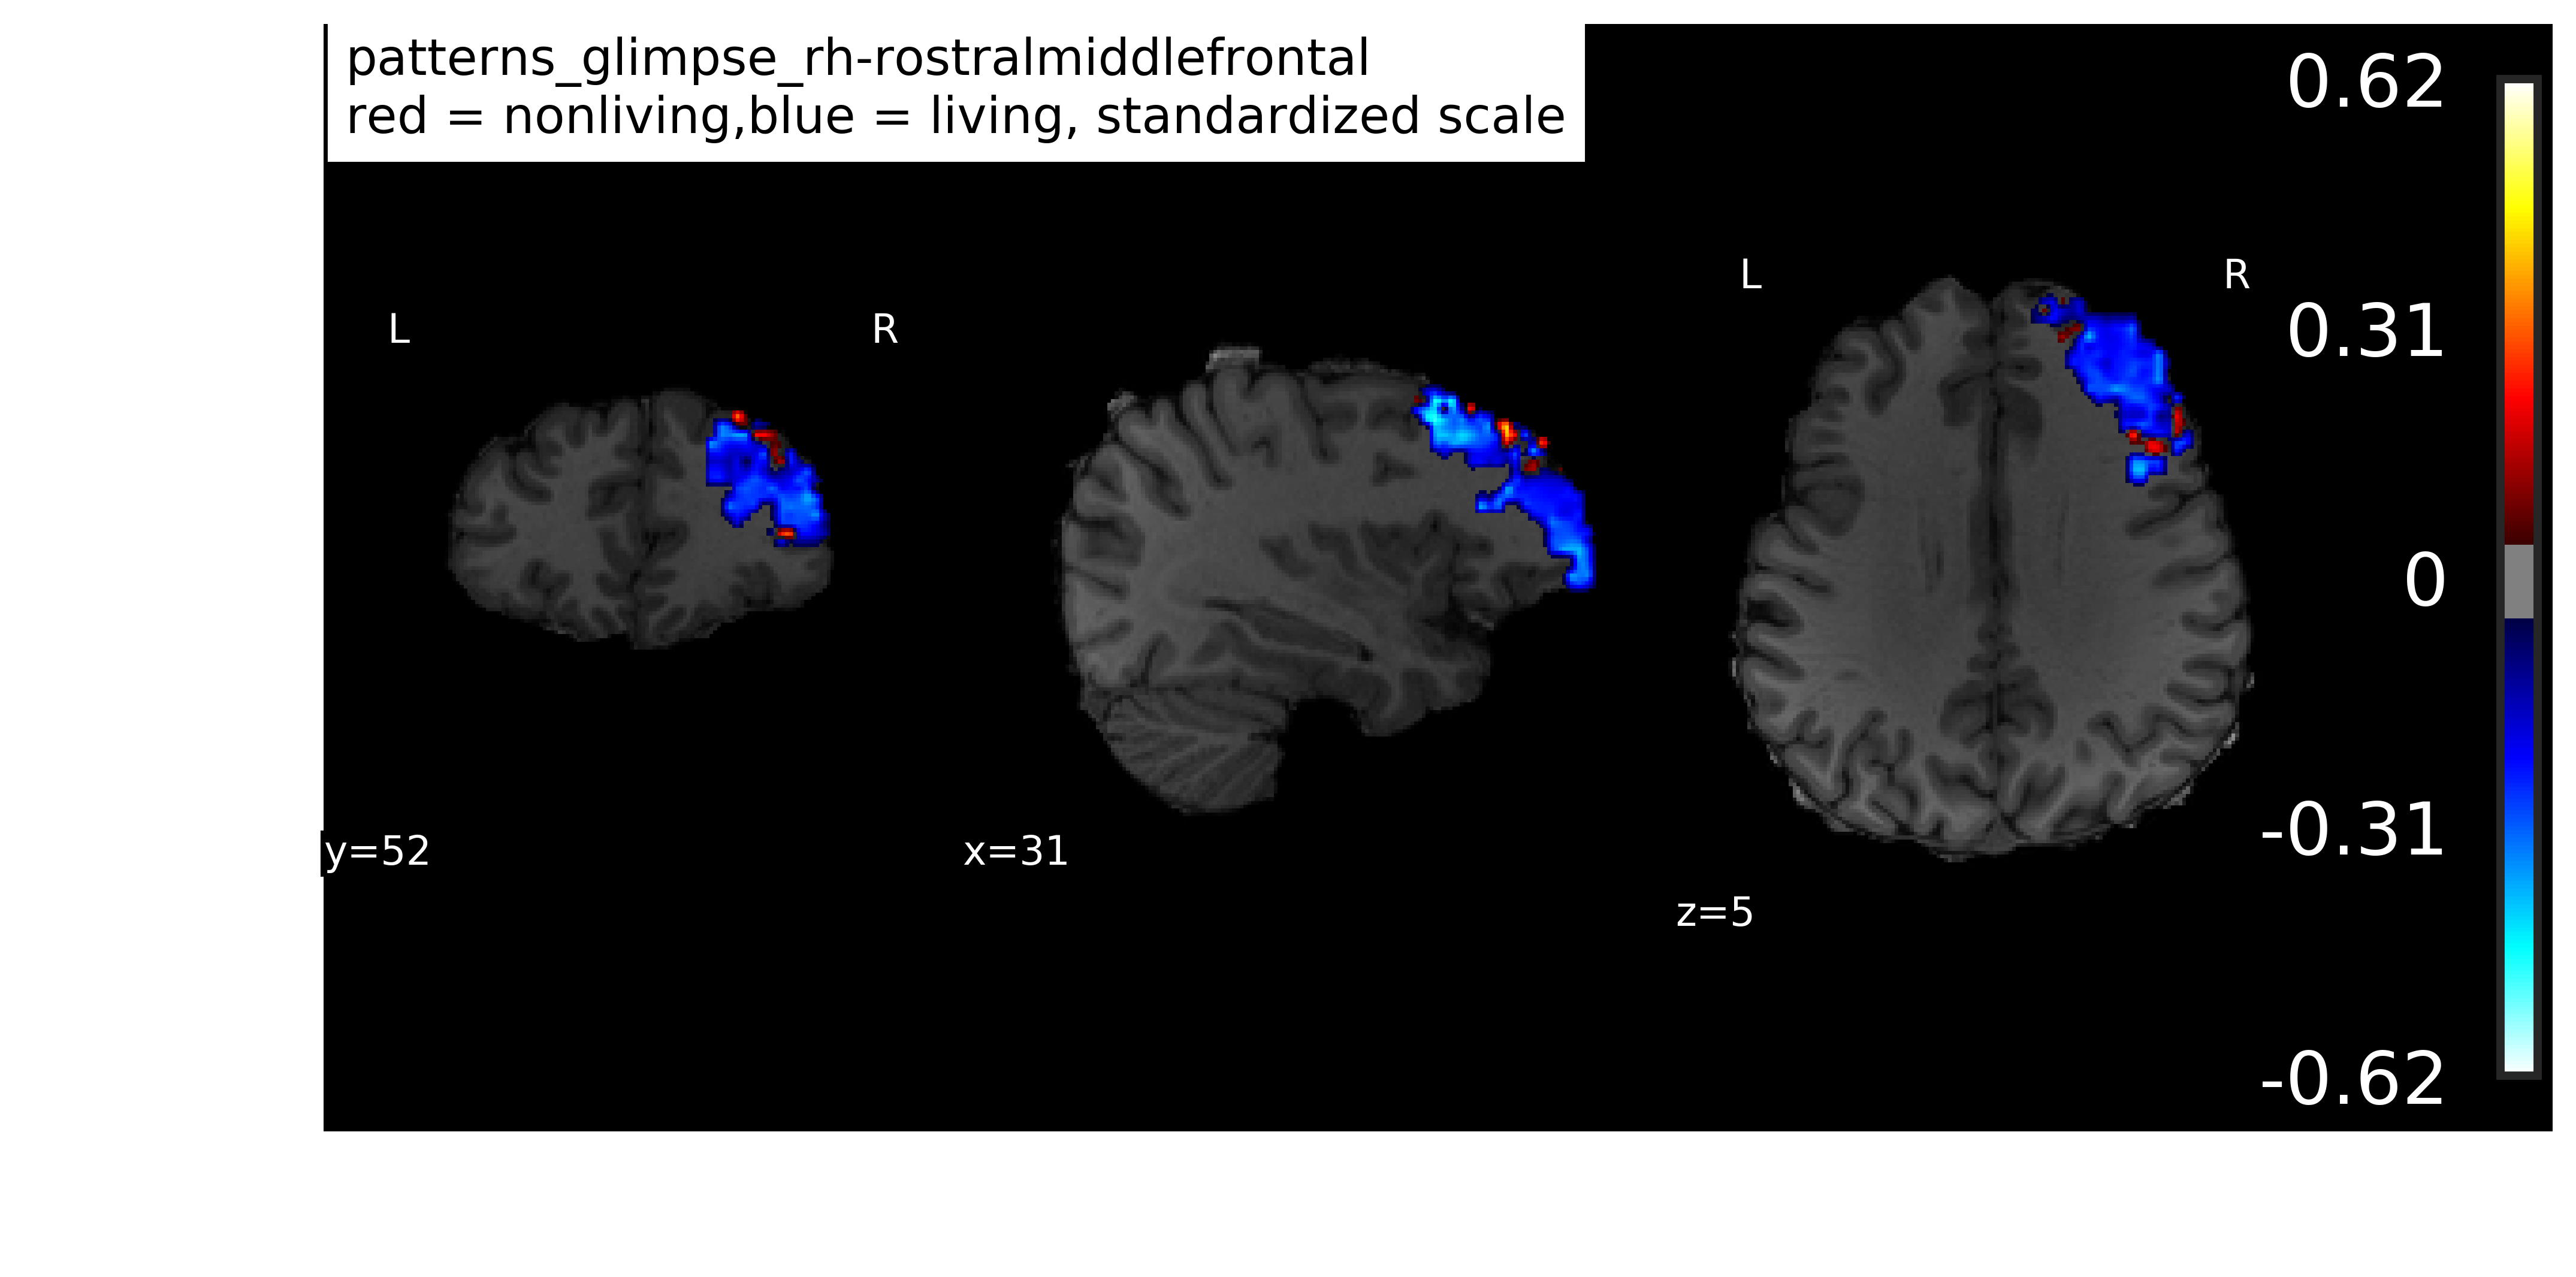 patterns_glimpse_rh-rostralmiddlefrontal
red = nonliving,blue = living, standardized scale
L
R
L
R
y=52
x=31
z=5
0.62
0.31
0
-0.31
-0.62